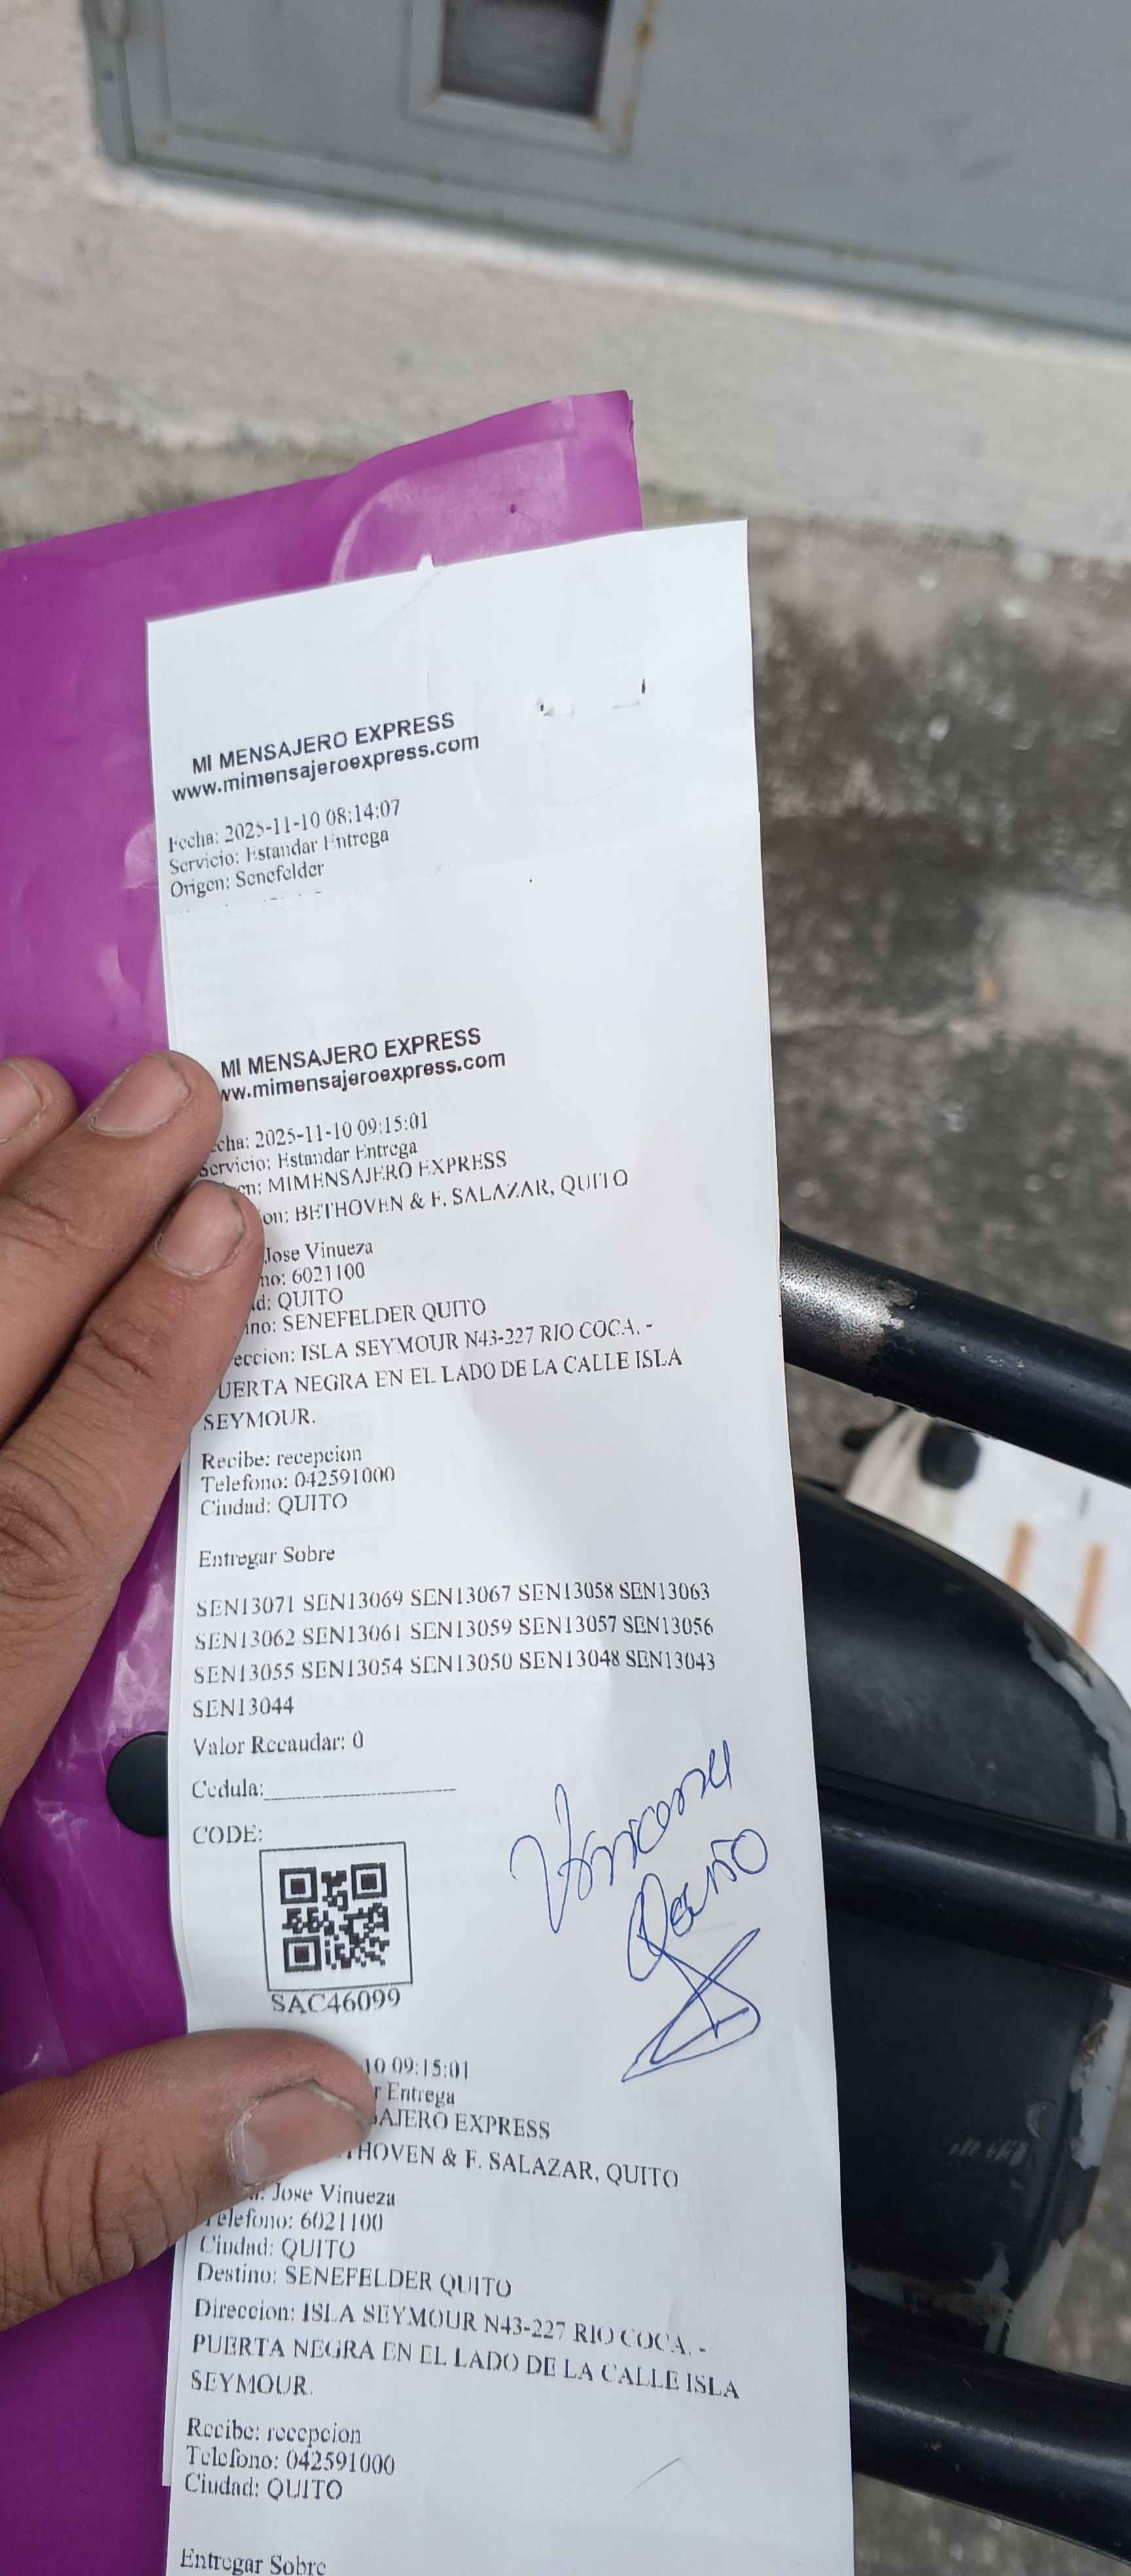 MI MENSAJERO EXPRESS
www.mimensajeroexpress.com
Fecha: 2025-11-10 08:14:07
Servicio: Estandar Entrega
Origen: Senefelder
MI MENSAJERO EXPRESS
ww.mimensajeroexpress.com
cha: 2025-11-10 09:15:01
Servicio: Estandar Entrega
en: MIMENSAJERO EXPRESS
on: BETHOVEN & F. SALAZAR, QUITO
Jose Vinueza
no: 6021100
ad: QUITO
ino: SENEFELDER QUITO
eccion: ISLA SEYMOUR N43-227 RIO COCA. -
UERTA NEGRA EN EL LADO DE LA CALLE ISLA
SEYMOUR.
Recibe: recepcion
Telefono: 042591000
Ciudad: QUITO
Entregar Sobre
SEN13071 SEN13069 SEN13067 SEN13058 SEN13063
SEN13062 SEN13061 SEN13059 SEN13057 SEN13056
SEN13055 SEN13054 SEN13050 SEN13048 SEN13043
SEN13044
Valor Recaudar: 0
Cedula:
CODE:
SAC46099
10 09:15:01
r Entrega
SAJERO EXPRESS
THOVEN & F. SALAZAR, QUITO
Jose Vinueza
Telefono: 6021100
Ciudad: QUITO
Destino: SENEFELDER QUITO
Direccion: ISLA SEYMOUR N43-227 RIO COCA. -
PUERTA NEGRA EN EL LADO DE LA CALLE ISLA
SEYMOUR.
Recibe: recepcion
Telefono: 042591000
Ciudad: QUITO
Entregar Sobre